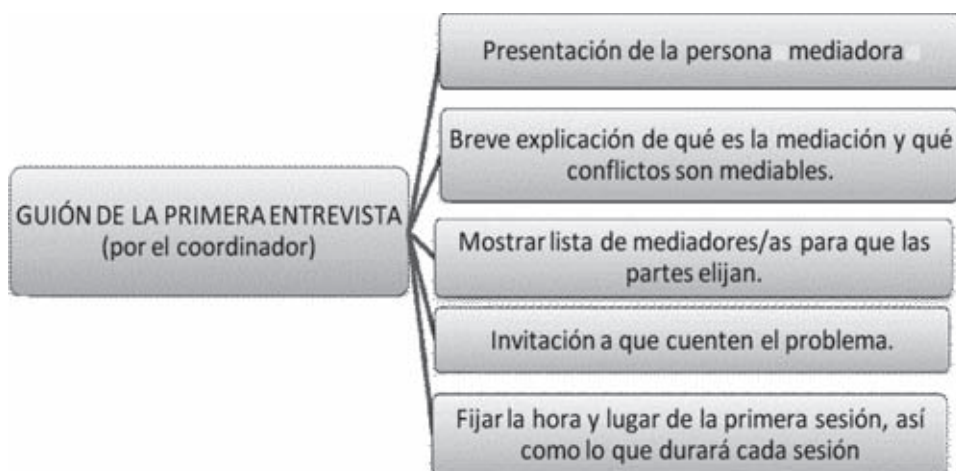 GUIÓN DE LA PRIMERA ENTREVISTA
(por el coordinador)
Presentación de la persona mediadora
Breve explicación de qué es la mediación y qué
conflictos son mediables.
Mostrar lista de mediadores/as para que las
partes elijan.
Invitación a que cuenten el problema.
Fijar la hora y lugar de la primera sesión, así
como lo que durará cada sesión